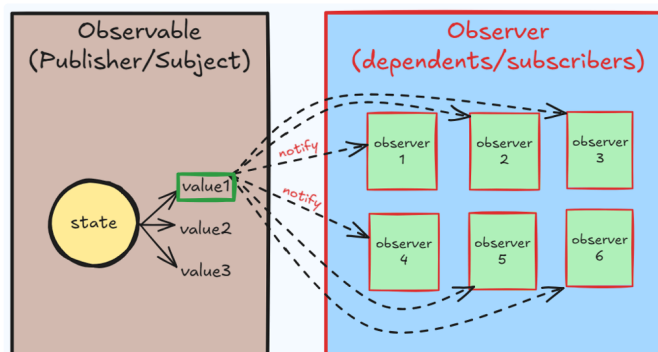 Observable
(Publisher/Subject)
state
value1
value2
value3
Observer
(dependents/subscribers)
notify
notify
observer
1
observer
2
observer
3
observer
4
observer
5
observer
6